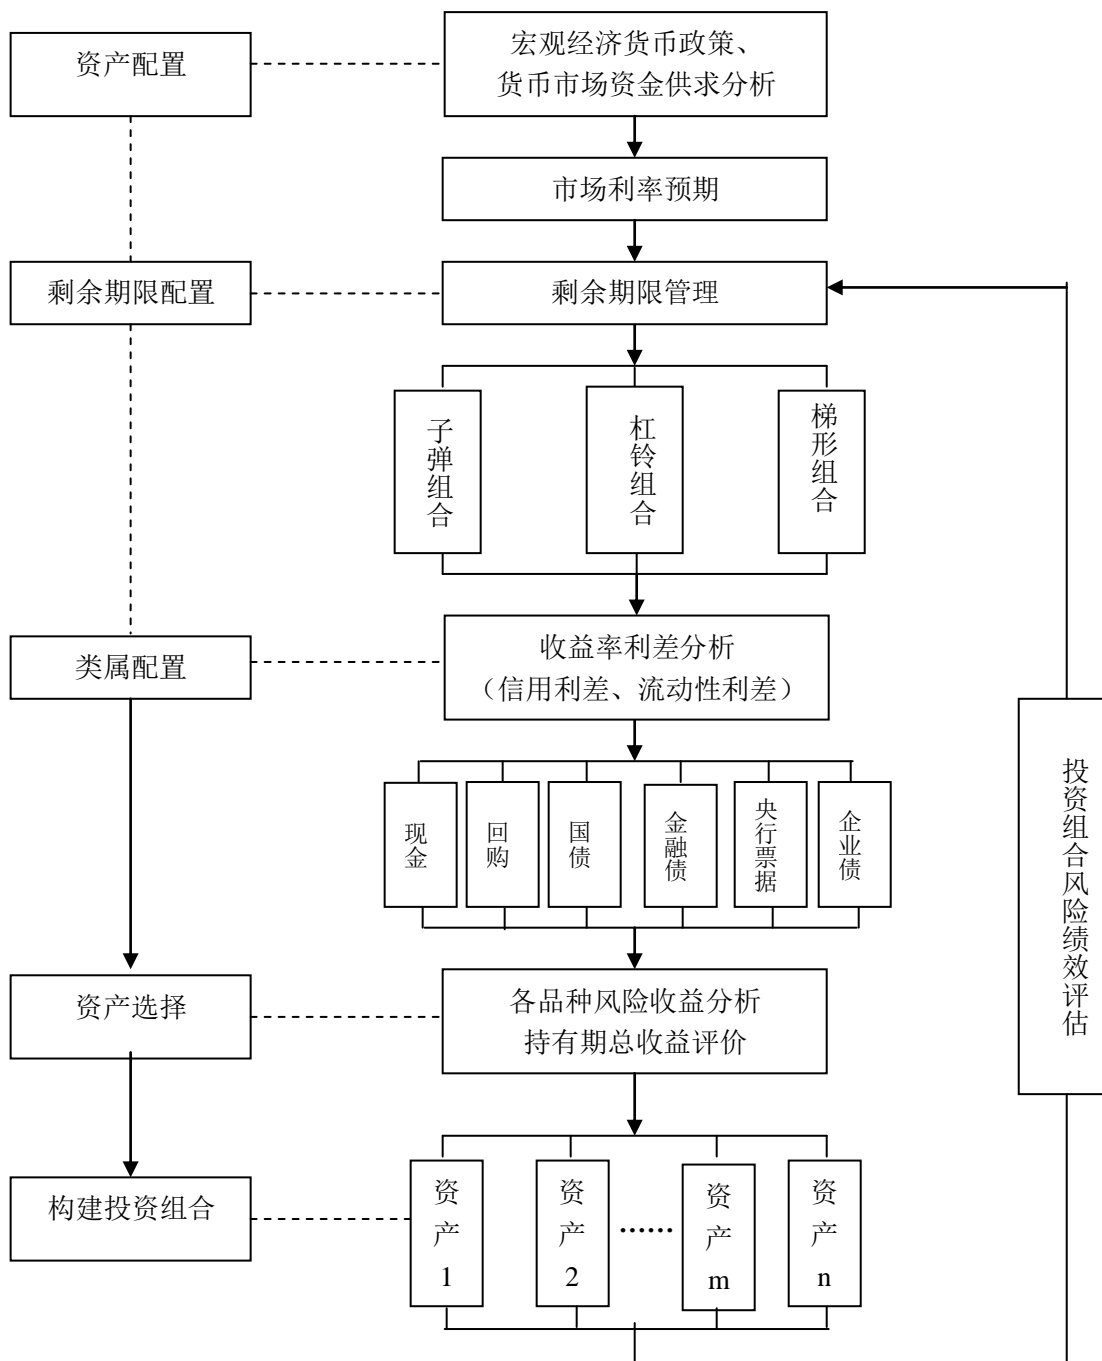 资产配置
宏观经济货币政策、
货币市场资金供求分析
市场利率预期
剩余期限配置
剩余期限管理
子弹组合
杠铃组合
梯形组合
类属配置
收益率利差分析
（信用利差、流动性利差）
现金
回购
国债
金融债
央行票据
企业债
投资组合风险绩效评估
资产选择
各品种风险收益分析
持有期总收益评价
构建投资组合
资产1
资产2
……
资产m
资产n